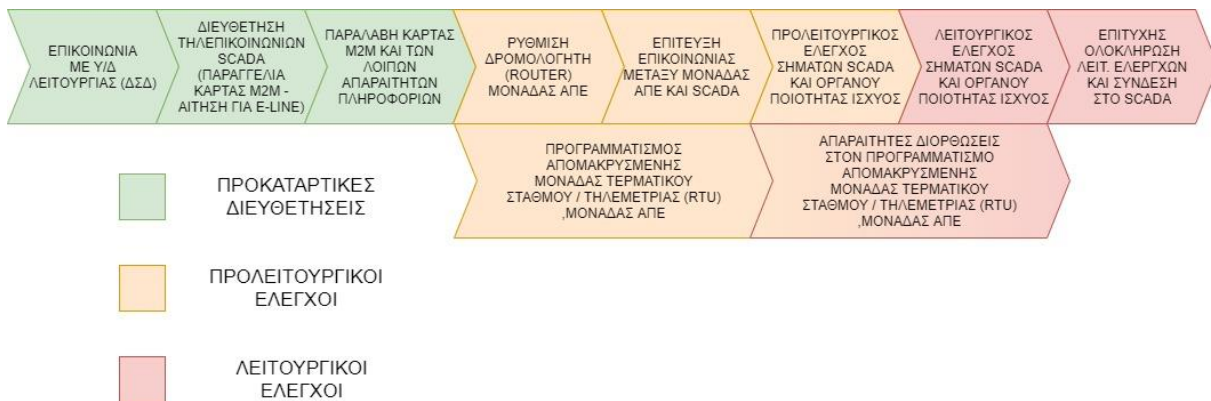 ΕΠΙΚΟΙΝΩΝΙΑ
ΜΕ Υ/Δ
ΛΕΙΤΟΥΡΓΙΑΣ (ΔΣΔ)
ΔΙΕΥΘΕΤΗΣΗ
ΤΗΛΕΠΙΚΟΙΝΩΝΙΩΝ
SCADA
(ΠΑΡΑΓΓΕΛΙΑ
ΚΑΡΤΑΣ M2M -
ΑΙΤΗΣΗ ΓΙΑ E-LINE)
ΠΑΡΑΛΑΒΗ ΚΑΡΤΑΣ
M2M ΚΑΙ ΤΩΝ
ΛΟΙΠΩΝ
ΑΠΑΡΑΙΤΗΤΩΝ
ΠΛΗΡΟΦΟΡΙΩΝ
ΡΥΘΜΙΣΗ
ΔΡΟΜΟΛΟΓΗΤΗ
(ROUTER)
ΜΟΝΑΔΑΣ ΑΠΕ
ΕΠΙΤΕΥΞΗ
ΕΠΙΚΟΙΝΩΝΙΑΣ
ΜΕΤΑΞΥ ΜΟΝΑΔΑΣ
ΑΠΕ ΚΑΙ SCADA
ΠΡΟΛΕΙΤΟΥΡΓΙΚΟΣ
ΕΛΕΓΧΟΣ
ΣΗΜΑΤΩΝ SCADA
ΚΑΙ ΟΡΓΑΝΟΥ
ΠΟΙΟΤΗΤΑΣ ΙΣΧΥΟΣ
ΛΕΙΤΟΥΡΓΙΚΟΣ
ΕΛΕΓΧΟΣ
ΣΗΜΑΤΩΝ SCADA
ΚΑΙ ΟΡΓΑΝΟΥ
ΠΟΙΟΤΗΤΑΣ ΙΣΧΥΟΣ
ΕΠΙΤΥΧΗΣ
ΟΛΟΚΛΗΡΩΣΗ
ΛΕΙΤ. ΕΛΕΡΓΧΩΝ
ΚΑΙ ΣΥΝΔΕΣΗ
ΣΤΟ SCADA
ΠΡΟΓΡΑΜΜΑΤΙΣΜΟΣ
ΑΠΟΜΑΚΡΥΣΜΕΝΗΣ
ΜΟΝΑΔΑΣ ΤΕΡΜΑΤΙΚΟΥ
ΣΤΑΘΜΟΥ / ΤΗΛΕΜΕΤΡΙΑΣ (RTU)
,ΜΟΝΑΔΑΣ ΑΠΕ
ΑΠΑΡΑΙΤΗΤΕΣ ΔΙΟΡΘΩΣΕΙΣ
ΣΤΟΝ ΠΡΟΓΡΑΜΜΑΤΙΣΜΟ
ΑΠΟΜΑΚΡΥΣΜΕΝΗΣ
ΜΟΝΑΔΑΣ ΤΕΡΜΑΤΙΚΟΥ
ΣΤΑΘΜΟΥ / ΤΗΛΕΜΕΤΡΙΑΣ (RTU)
,ΜΟΝΑΔΑΣ ΑΠΕ
ΠΡΟΚΑΤΑΡΤΙΚΕΣ
ΔΙΕΥΘΕΤΗΣΕΙΣ
ΠΡΟΛΕΙΤΟΥΡΓΙΚΟΙ
ΕΛΕΓΧΟΙ
ΛΕΙΤΟΥΡΓΙΚΟΙ
ΕΛΕΓΧΟΙ